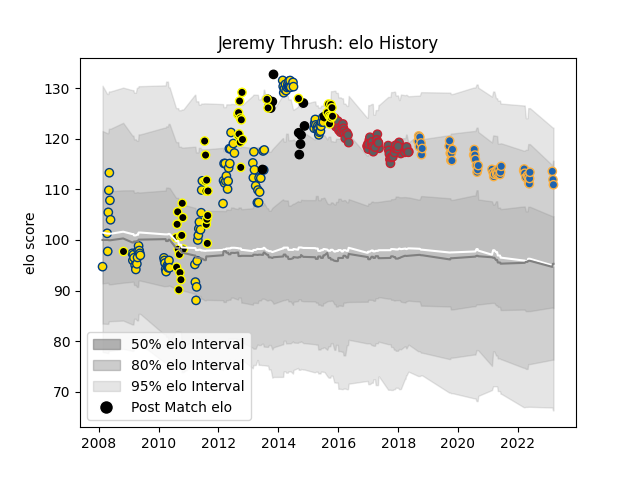 Jeremy Thrush: elo History
elo score
130
120
110
100
90
80
70
50% elo Interval
80% elo Interval
95% elo Interval
Post Match elo
2008
2010
2012
2014
2016
2018
2020
2022